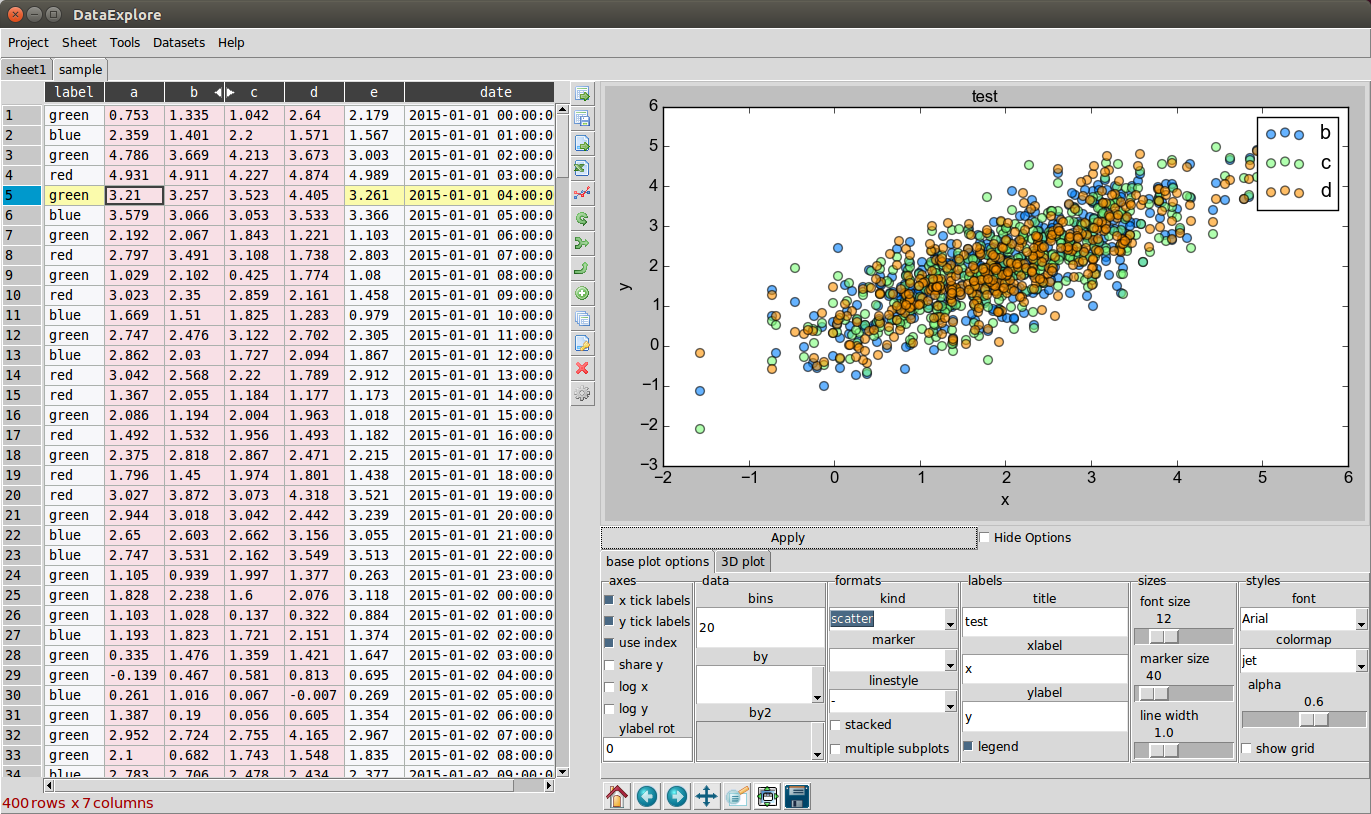 DataExplore
Project Sheet Tools Datasets Help
sheet1 sample
label a b c d e date
1 green 0.753 1.335 1.042 2.64 2.179 2015-01-01 00:00:0
2 blue 2.359 1.401 2.2 1.571 1.567 2015-01-01 01:00:0
3 green 4.786 3.669 4.213 3.673 3.003 2015-01-01 02:00:0
4 red 4.931 4.911 4.227 4.874 4.989 2015-01-01 03:00:0
5 green 3.21 3.257 3.523 4.405 3.261 2015-01-01 04:00:0
6 blue 3.579 3.066 3.053 3.533 3.366 2015-01-01 05:00:0
7 green 2.192 2.067 1.843 1.221 1.103 2015-01-01 06:00:0
8 red 2.797 3.491 3.108 1.738 2.803 2015-01-01 07:00:0
9 green 1.029 2.102 0.425 1.774 1.08 2015-01-01 08:00:0
10 red 3.023 2.35 2.859 2.161 1.458 2015-01-01 09:00:0
11 blue 1.669 1.51 1.825 1.283 0.979 2015-01-01 10:00:0
12 green 2.747 2.476 3.122 2.702 2.305 2015-01-01 11:00:0
13 blue 2.862 2.03 1.727 2.094 1.867 2015-01-01 12:00:0
14 red 3.042 2.568 2.22 1.789 2.912 2015-01-01 13:00:0
15 red 1.367 2.055 1.184 1.177 1.173 2015-01-01 14:00:0
16 green 2.086 1.194 2.004 1.963 1.018 2015-01-01 15:00:0
17 red 1.492 1.532 1.956 1.493 1.182 2015-01-01 16:00:0
18 green 2.375 2.818 2.867 2.471 2.215 2015-01-01 17:00:0
19 red 1.796 1.45 1.974 1.801 1.438 2015-01-01 18:00:0
20 red 3.027 3.872 3.073 4.318 3.521 2015-01-01 19:00:0
21 green 2.944 3.018 3.042 2.442 3.239 2015-01-01 20:00:0
22 blue 2.65 2.603 2.662 3.156 3.055 2015-01-01 21:00:0
23 blue 2.747 3.531 2.162 3.549 3.513 2015-01-01 22:00:0
24 green 1.105 0.939 1.997 1.377 0.263 2015-01-01 23:00:0
25 green 1.828 2.238 1.6 2.076 3.118 2015-01-02 00:00:0
26 green 1.103 1.028 0.137 0.322 0.884 2015-01-02 01:00:0
27 blue 1.193 1.823 1.721 2.151 1.374 2015-01-02 02:00:0
28 green 0.335 1.476 1.359 1.421 1.647 2015-01-02 03:00:0
29 green -0.139 0.467 0.581 0.813 0.695 2015-01-02 04:00:0
30 blue 0.261 1.016 0.067 -0.007 0.269 2015-01-02 05:00:0
31 green 1.387 0.19 0.056 0.605 1.354 2015-01-02 06:00:0
32 green 2.952 2.724 2.755 4.165 2.967 2015-01-02 07:00:0
33 green 2.1 0.682 1.743 1.548 1.835 2015-01-02 08:00:0
34 blue 2.783 2.706 2.478 2.434 2.377 2015-01-02 09:00:0
400 rows x 7 columns
test
6
5
4
3
2
1
0
−1
−2
−3
y
−2 −1 0 1 2 3 4 5 6
x
b
c
d
Apply Hide Options
base plot options 3D plot
axes
x tick labels
y tick labels
use index
share y
log x
log y
ylabel rot
0
data
bins
20
by
by2
formats
kind
scatter
marker
linestyle
-
stacked
multiple subplots
labels
title
test
xlabel
x
ylabel
y
legend
sizes
font size
12
marker size
40
line width
1.0
styles
font
Arial
colormap
jet
alpha
0.6
show grid